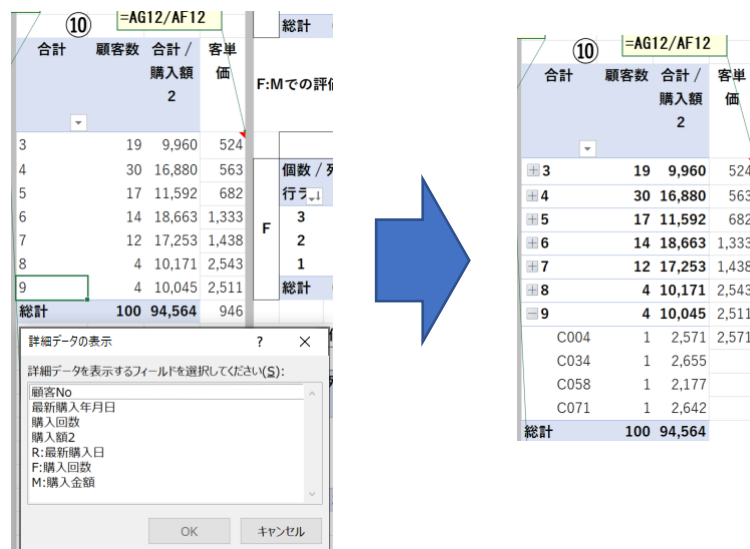 ⑩
=AG12/AF12
合計 顧客数 合計 / 購入額 2 客単価
3 19 9,960 524
4 30 16,880 563
5 17 11,592 682
6 14 18,663 1,333
7 12 17,253 1,438
8 4 10,171 2,543
9 4 10,045 2,511
総計 100 94,564 946
総計
F:Mでの評価
個数 /
行ラ
F
3
2
1
総計
詳細データの表示 ? ×
詳細データを表示するフィールドを選択してください(S):
顧客No
最新購入年月日
購入回数
購入額2
R:最新購入日
F:購入回数
M:購入金額
OK キャンセル
⑩
=AG12/AF12
合計 顧客数 合計 / 購入額 2 客単価
3 19 9,960 524
4 30 16,880 563
5 17 11,592 682
6 14 18,663 1,333
7 12 17,253 1,438
8 4 10,171 2,543
9 4 10,045 2,511
C004 1 2,571 2,571
C034 1 2,655
C058 1 2,177
C071 1 2,642
総計 100 94,564